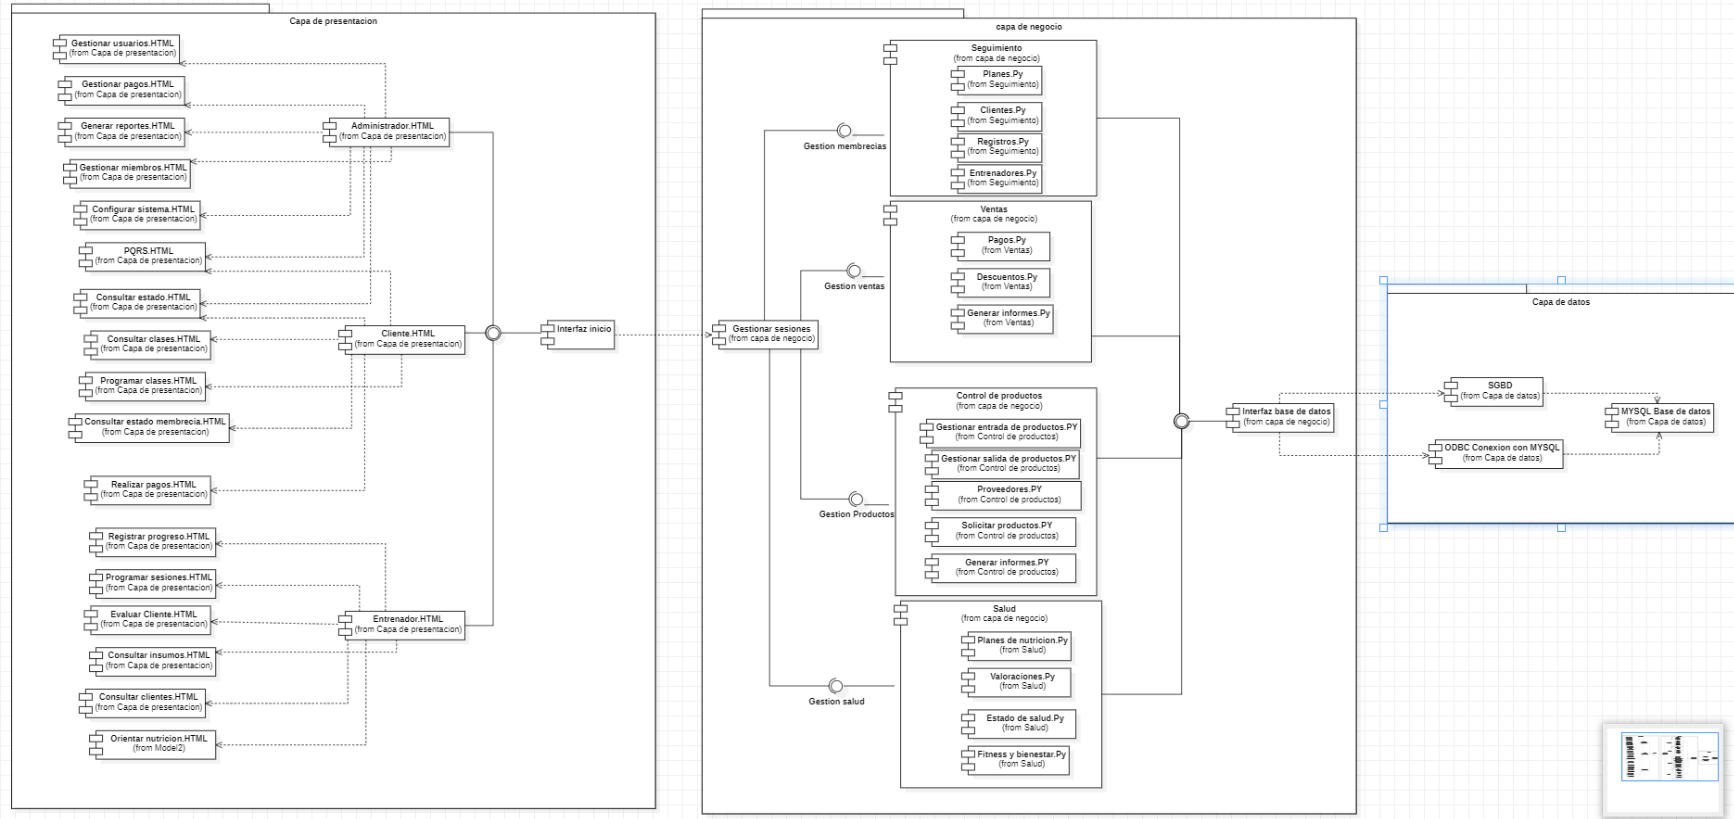 Capa de presentacion
Gestionar usuarios.HTML
(from Capa de presentacion)
Gestionar pagos.HTML
(from Capa de presentacion)
Generar reportes.HTML
(from Capa de presentacion)
Administrador.HTML
(from Capa de presentacion)
Gestionar miembros.HTML
(from Capa de presentacion)
Configurar sistema.HTML
(from Capa de presentacion)
PQRS.HTML
(from Capa de presentacion)
Consultar estado.HTML
(from Capa de presentacion)
Consultar clases.HTML
(from Capa de presentacion)
Cliente.HTML
(from Capa de presentacion)
Interfaz inicio
Programar clases.HTML
(from Capa de presentacion)
Consultar estado membrecia.HTML
(from Capa de presentacion)
Realizar pagos.HTML
(from Capa de presentacion)
Registrar progreso.HTML
(from Capa de presentacion)
Programar sesiones.HTML
(from Capa de presentacion)
Evaluar Cliente.HTML
(from Capa de presentacion)
Entrenador.HTML
(from Capa de presentacion)
Consultar insumos.HTML
(from Capa de presentacion)
Consultar clientes.HTML
(from Capa de presentacion)
Orientar nutricion.HTML
(from Model2)
capa de negocio
Gestionar sesiones
(from capa de negocio)
Gestion membrecias
Gestion ventas
Gestion Productos
Gestion salud
Seguimiento
(from capa de negocio)
Planes.Py
(from Seguimiento)
Clientes.Py
(from Seguimiento)
Registros.Py
(from Seguimiento)
Entrenadores.Py
(from Seguimiento)
Ventas
(from capa de negocio)
Pagos.Py
(from Ventas)
Descuentos.Py
(from Ventas)
Generar informes.Py
(from Ventas)
Control de productos
(from capa de negocio)
Gestionar entrada de productos.PY
(from Control de productos)
Gestionar salida de productos.PY
(from Control de productos)
Proveedores.PY
(from Control de productos)
Solicitar productos.PY
(from Control de productos)
Generar informes.PY
(from Control de productos)
Salud
(from capa de negocio)
Planes de nutricion.Py
(from Salud)
Valoraciones.Py
(from Salud)
Estado de salud.Py
(from Salud)
Fitness y bienestar.Py
(from Salud)
Interfaz base de datos
(from capa de negocio)
Capa de datos
SGBD
(from Capa de datos)
MYSQL Base de datos
(from Capa de datos)
ODBC Conexion con MYSQL
(from Capa de datos)